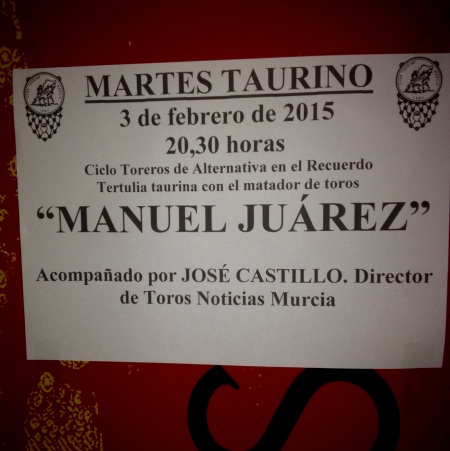 MARTES TAURINO
3 de febrero de 2015
20,30 horas
Ciclo Toreros de Alternativa en el Recuerdo
Tertulia taurina con el matador de toros
“MANUEL JUÁREZ”
Acompañado por JOSÉ CASTILLO. Director
de Toros Noticias Murcia